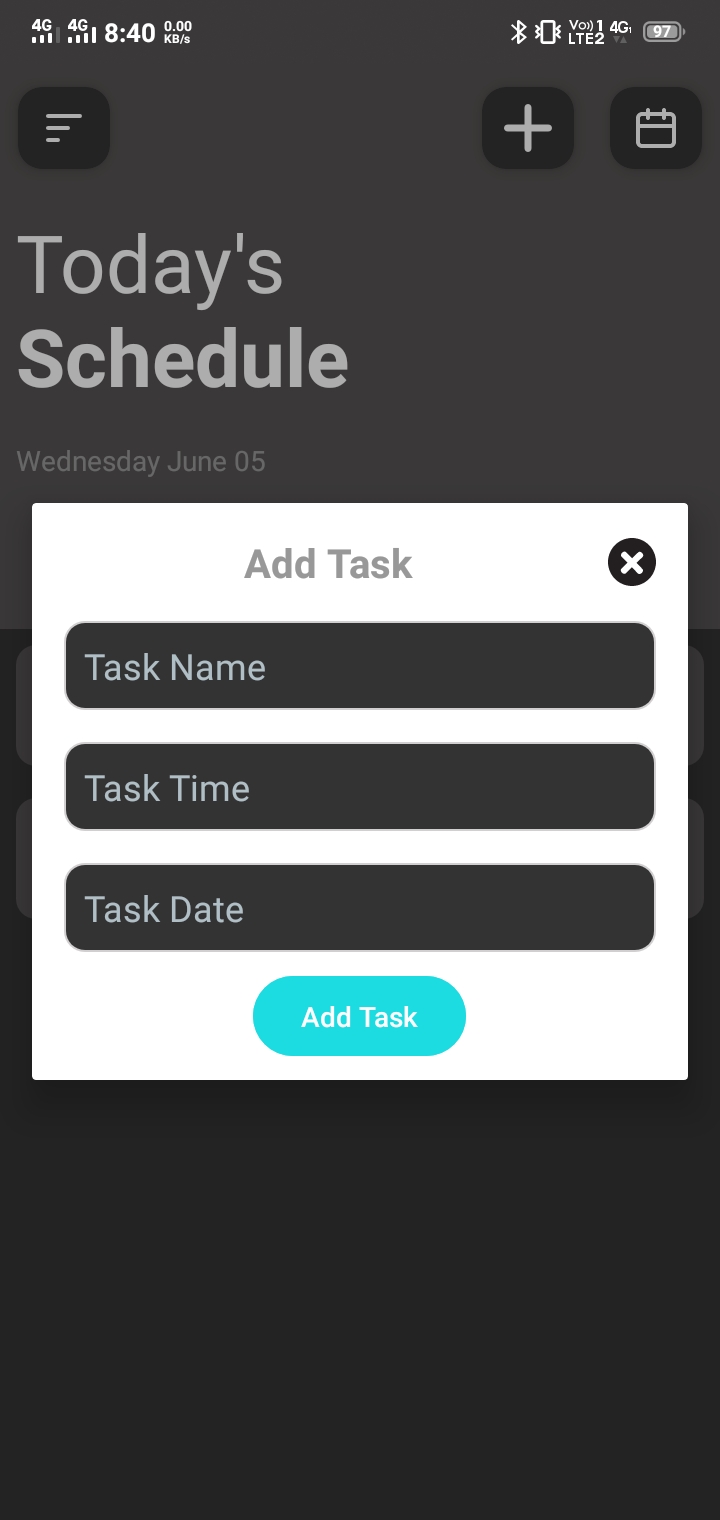 4G 4G 8:40 0.00 KB/s Vo)) 1 LTE2 4G 97
Today's
Schedule
Wednesday June 05
Add Task
Task Name
Task Time
Task Date
Add Task